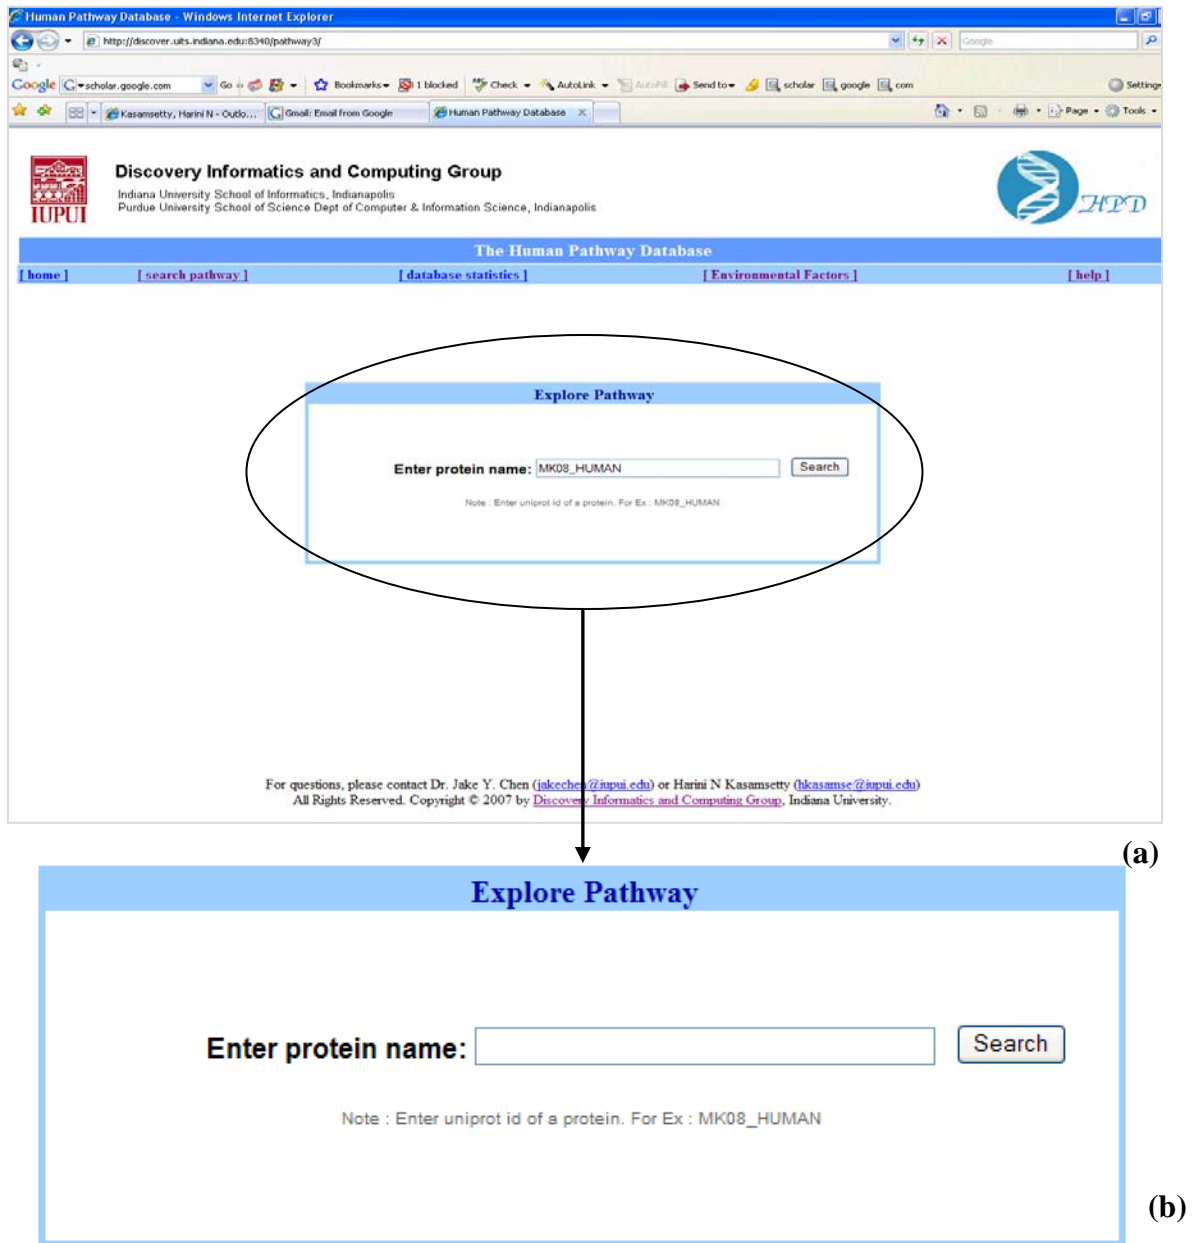 Human Pathway Database - Windows Internet Explorer
http://discover.uits.indiana.edu:8340/pathway3/
Google
Google G scholar.google.com Go Bookmarks 1 blocked Check AutoLink AutoFill Send to scholar google com Settings
Kasamsetty, Harini N - Outlo... Gmail: Email from Google Human Pathway Database Page Tools
IUPUI
Discovery Informatics and Computing Group
Indiana University School of Informatics, Indianapolis
Purdue University School of Science Dept of Computer & Information Science, Indianapolis
HPD
The Human Pathway Database
[ home ] [ search pathway ] [ database statistics ] [ Environmental Factors ] [ help ]
Explore Pathway
Enter protein name: MK08_HUMAN Search
Note : Enter uniprot id of a protein. For Ex : MK08_HUMAN
For questions, please contact Dr. Jake Y. Chen (jakechen@iupui.edu) or Harini N Kasamsetty (hkasamse@iupui.edu)
All Rights Reserved. Copyright © 2007 by Discovery Informatics and Computing Group, Indiana University.
(a)
Explore Pathway
Enter protein name: Search
Note : Enter uniprot id of a protein. For Ex : MK08_HUMAN
(b)